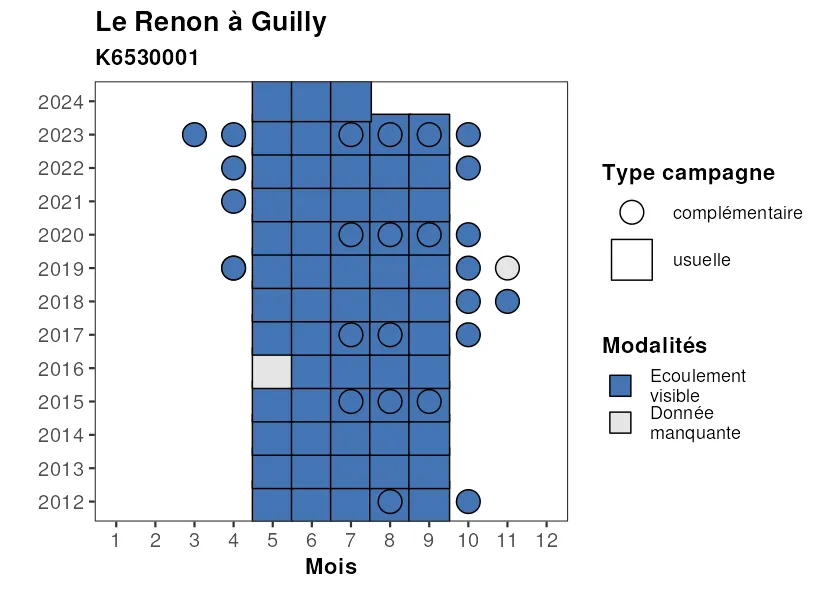 Le Renon à Guilly
K6530001
2024
2023
2022
2021
2020
2019
2018
2017
2016
2015
2014
2013
2012
1 2 3 4 5 6 7 8 9 10 11 12
Mois
Type campagne
complémentaire
usuelle
Modalités
Ecoulement
visible
Donnée
manquante